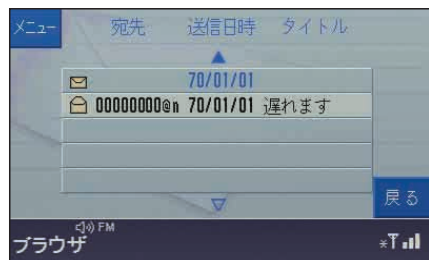 メニュー 宛先 送信日時 タイトル
70/01/01
00000000@n 70/01/01 遅れます
戻る
FM
ブラウザ